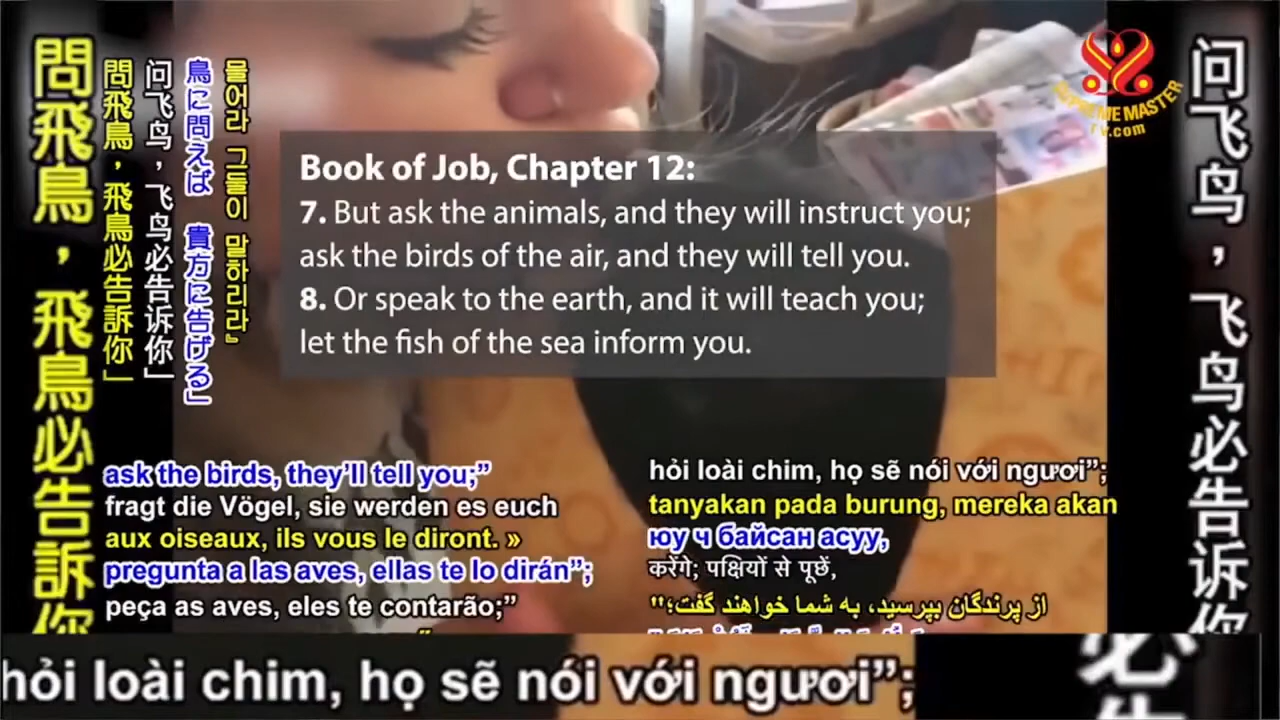 問飛鳥，飛鳥必告訴你
問飛鳥，飛鳥必告訴你」
问飞鸟，飞鸟必告诉你」
鳥に問えば 貴方に告げる」
물어라 그들이 말하리라』
SUPREME MASTER
TV.com
问飞鸟，飞鸟必告诉你
Book of Job, Chapter 12:
7. But ask the animals, and they will instruct you;
ask the birds of the air, and they will tell you.
8. Or speak to the earth, and it will teach you;
let the fish of the sea inform you.
ask the birds, they’ll tell you;”
fragt die Vögel, sie werden es euch
aux oiseaux, ils vous le diront. »
pregunta a las aves, ellas te lo dirán”;
peça as aves, eles te contarão;”
hỏi loài chim, họ sẽ nói với ngươi”;
tanyakan pada burung, mereka akan
юу ч байсан асуу,
करेंगे; पक्षियों से पूछें,
از پرندگان بپرسید، به شما خواهند گفت؛"
hỏi loài chim, họ sẽ nói với ngươi”;
必